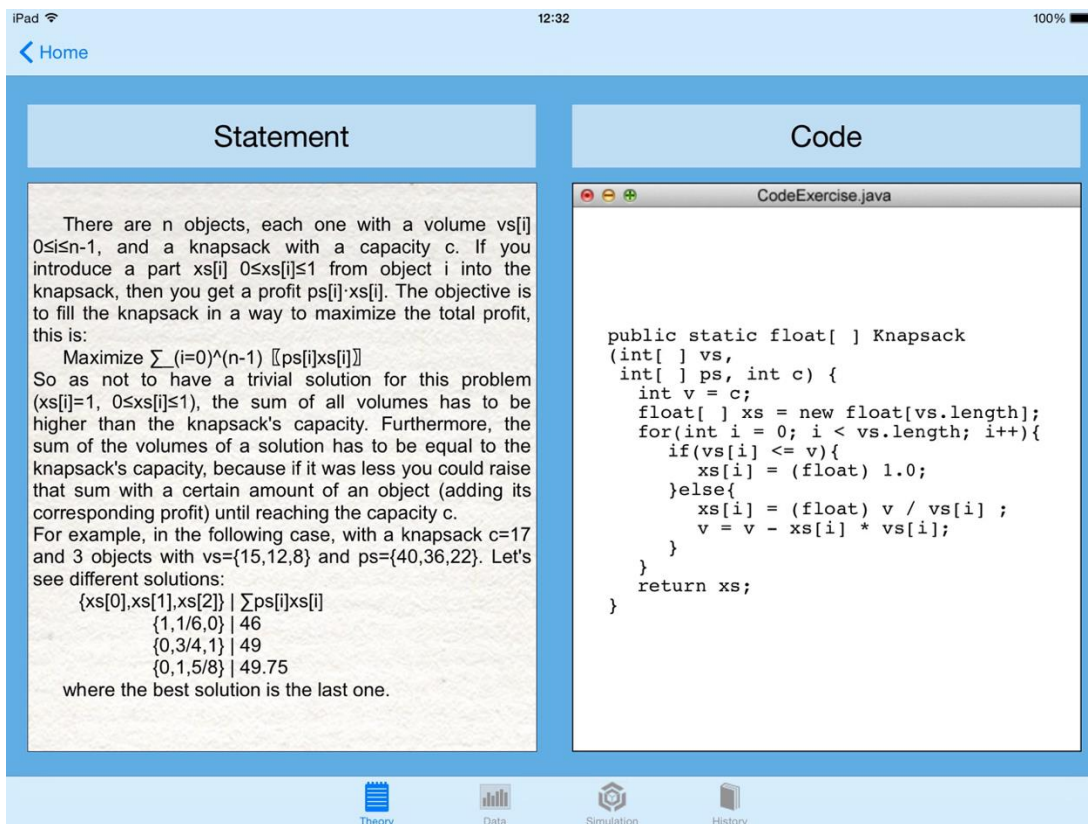 iPad 12:32 100%
Home
Statement
There are n objects, each one with a volume vs[i]
0≤i≤n-1, and a knapsack with a capacity c. If you
introduce a part xs[i] 0≤xs[i]≤1 from object i into the
knapsack, then you get a profit ps[i]·xs[i]. The objective is
to fill the knapsack in a way to maximize the total profit,
this is:
Maximize ∑_(i=0)^(n-1) 〖ps[i]xs[i]〗
So as not to have a trivial solution for this problem
(xs[i]=1, 0≤xs[i]≤1), the sum of all volumes has to be
higher than the knapsack's capacity. Furthermore, the
sum of the volumes of a solution has to be equal to the
knapsack's capacity, because if it was less you could raise
that sum with a certain amount of an object (adding its
corresponding profit) until reaching the capacity c.
For example, in the following case, with a knapsack c=17
and 3 objects with vs={15,12,8} and ps={40,36,22}. Let's
see different solutions:
{xs[0],xs[1],xs[2]} | ∑ps[i]xs[i]
{1,1/6,0} | 46
{0,3/4,1} | 49
{0,1,5/8} | 49.75
where the best solution is the last one.
Code
CodeExercise.java
public static float[ ] Knapsack
(int[ ] vs,
int[ ] ps, int c) {
int v = c;
float[ ] xs = new float[vs.length];
for(int i = 0; i < vs.length; i++){
if(vs[i] <= v){
xs[i] = (float) 1.0;
}else{
xs[i] = (float) v / vs[i] ;
v = v - xs[i] * vs[i];
}
}
return xs;
}
Theory Data Simulation History